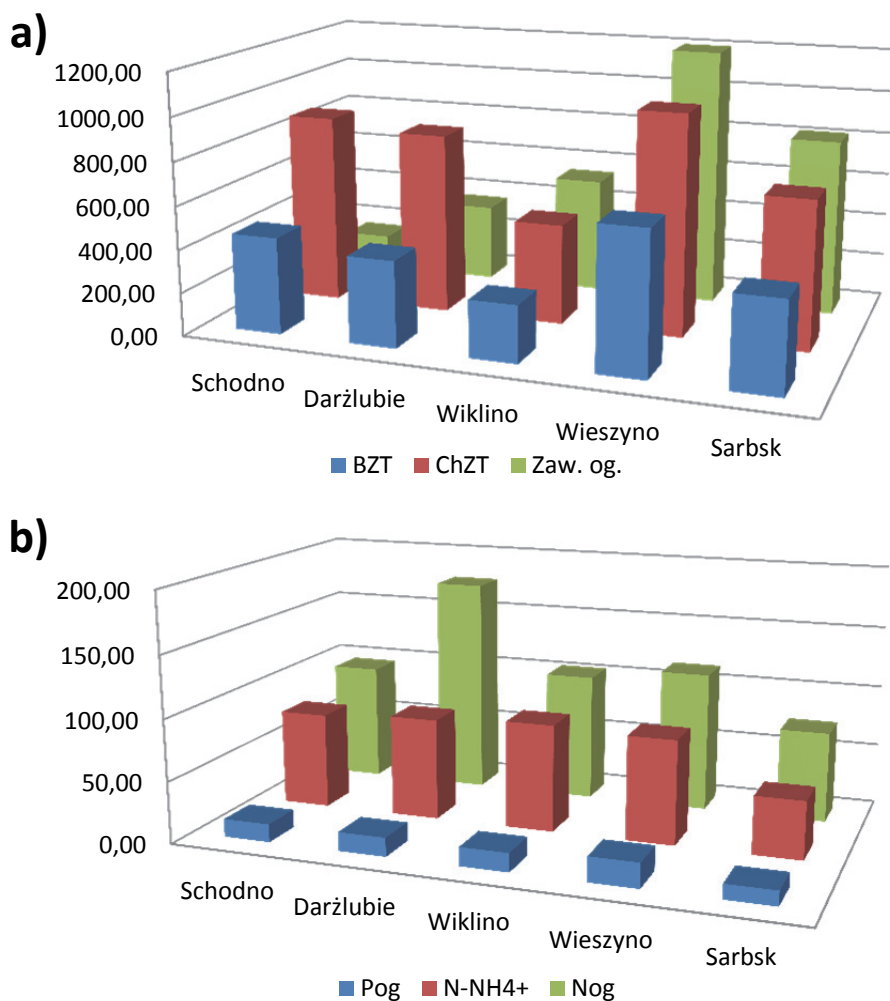 a)
1200,00
1000,00
800,00
600,00
400,00
200,00
0,00
Schodno
Darżlubie
Wiklino
Wieszyno
Sarbsk
BZT ChZT Zaw. og.
b)
200,00
150,00
100,00
50,00
0,00
Schodno
Darżlubie
Wiklino
Wieszyno
Sarbsk
Pog N-NH4+ Nog